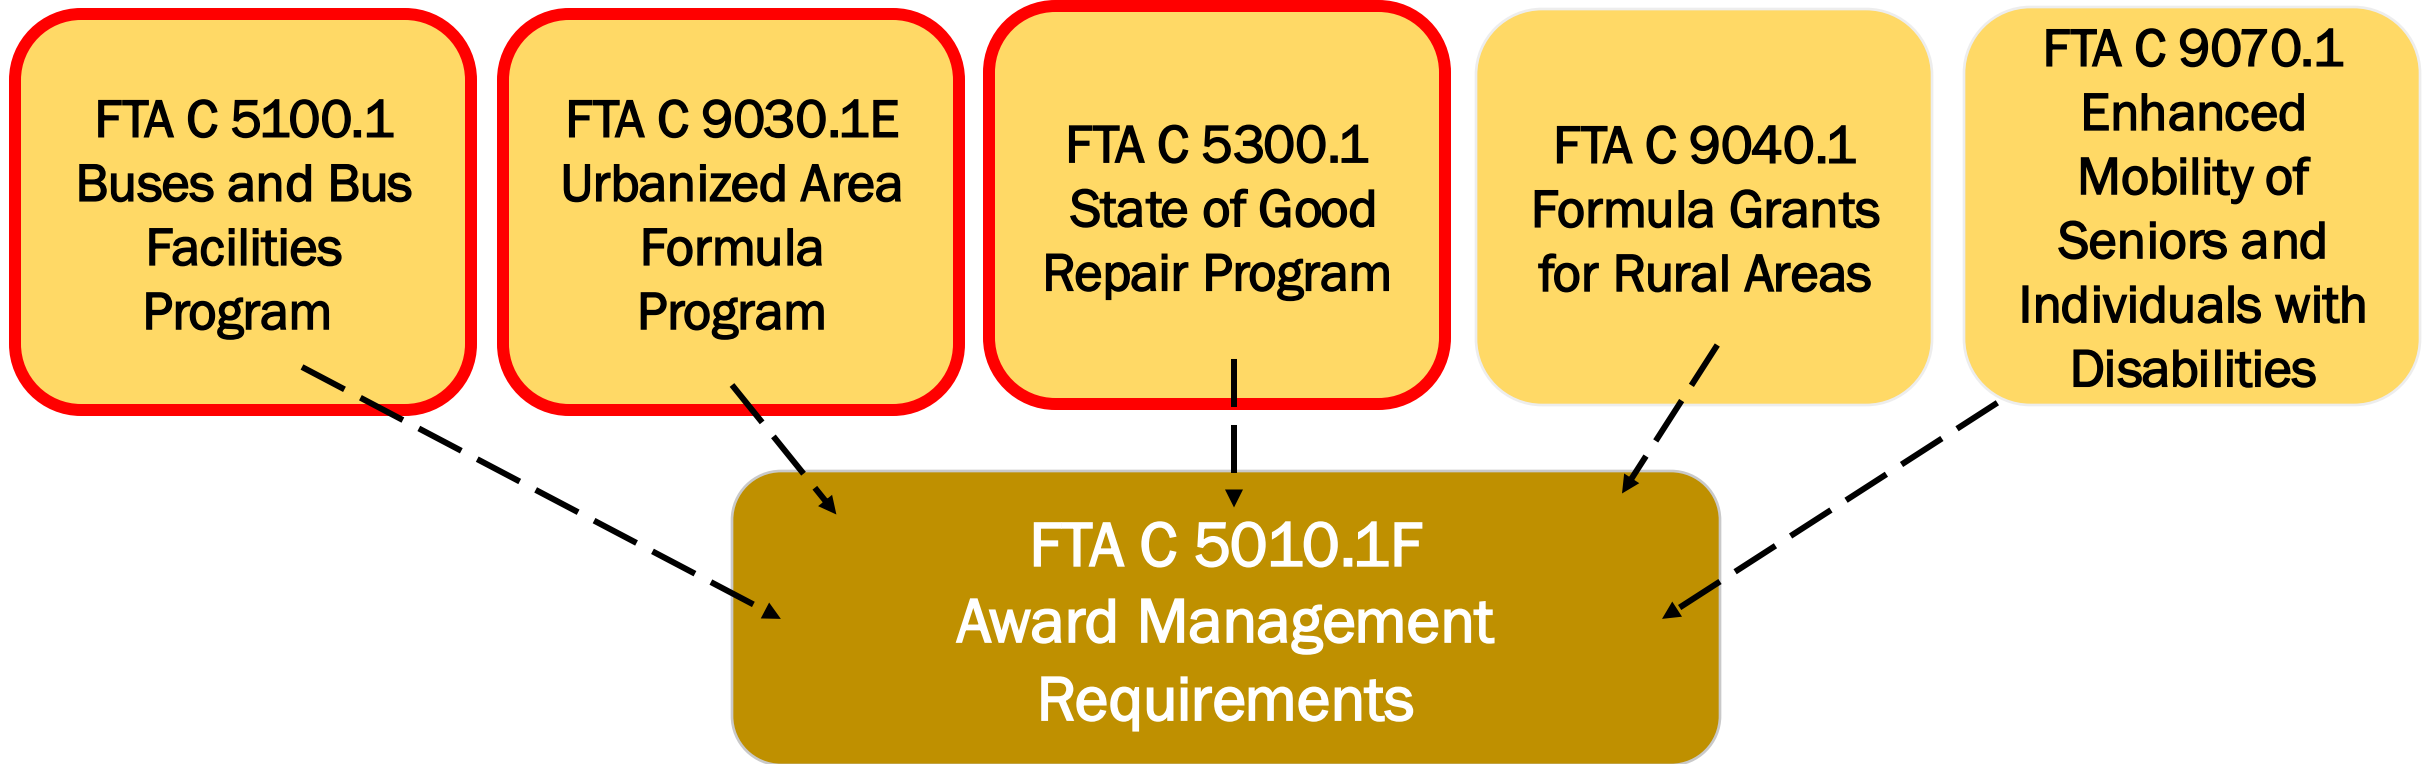 FTA C 5100.1
Buses and Bus
Facilities
Program
FTA C 9030.1E
Urbanized Area
Formula
Program
FTA C 5300.1
State of Good
Repair Program
FTA C 9040.1
Formula Grants
for Rural Areas
FTA C 9070.1
Enhanced
Mobility of
Seniors and
Individuals with
Disabilities
FTA C 5010.1F
Award Management
Requirements